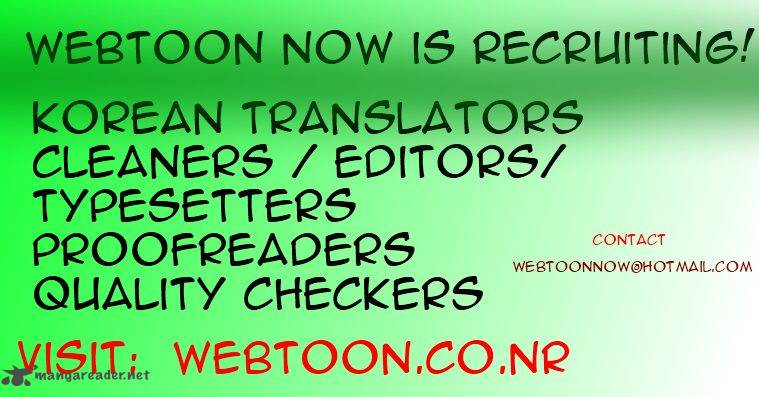 WEBTOON NOW IS RECRUITING!
KOREAN TRANSLATORS
CLEANERS / EDITORS/
TYPESETTERS
PROOFREADERS
QUALITY CHECKERS
CONTACT
WEBTOONNOW@HOTMAIL.COM
VISIT: WEBTOON.CO.NR
mangareader.net